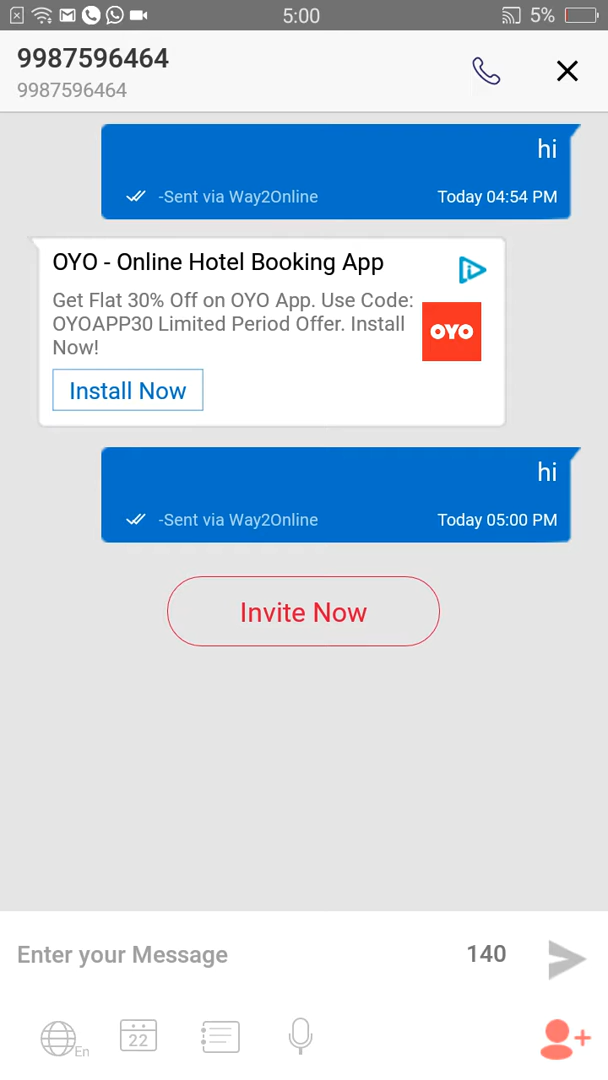 5:00
5%
9987596464
9987596464
hi
-Sent via Way2Online Today 04:54 PM
OYO - Online Hotel Booking App
Get Flat 30% Off on OYO App. Use Code:
OYOAPP30 Limited Period Offer. Install
Now!
OYO
Install Now
hi
-Sent via Way2Online Today 05:00 PM
Invite Now
Enter your Message 140
En
22